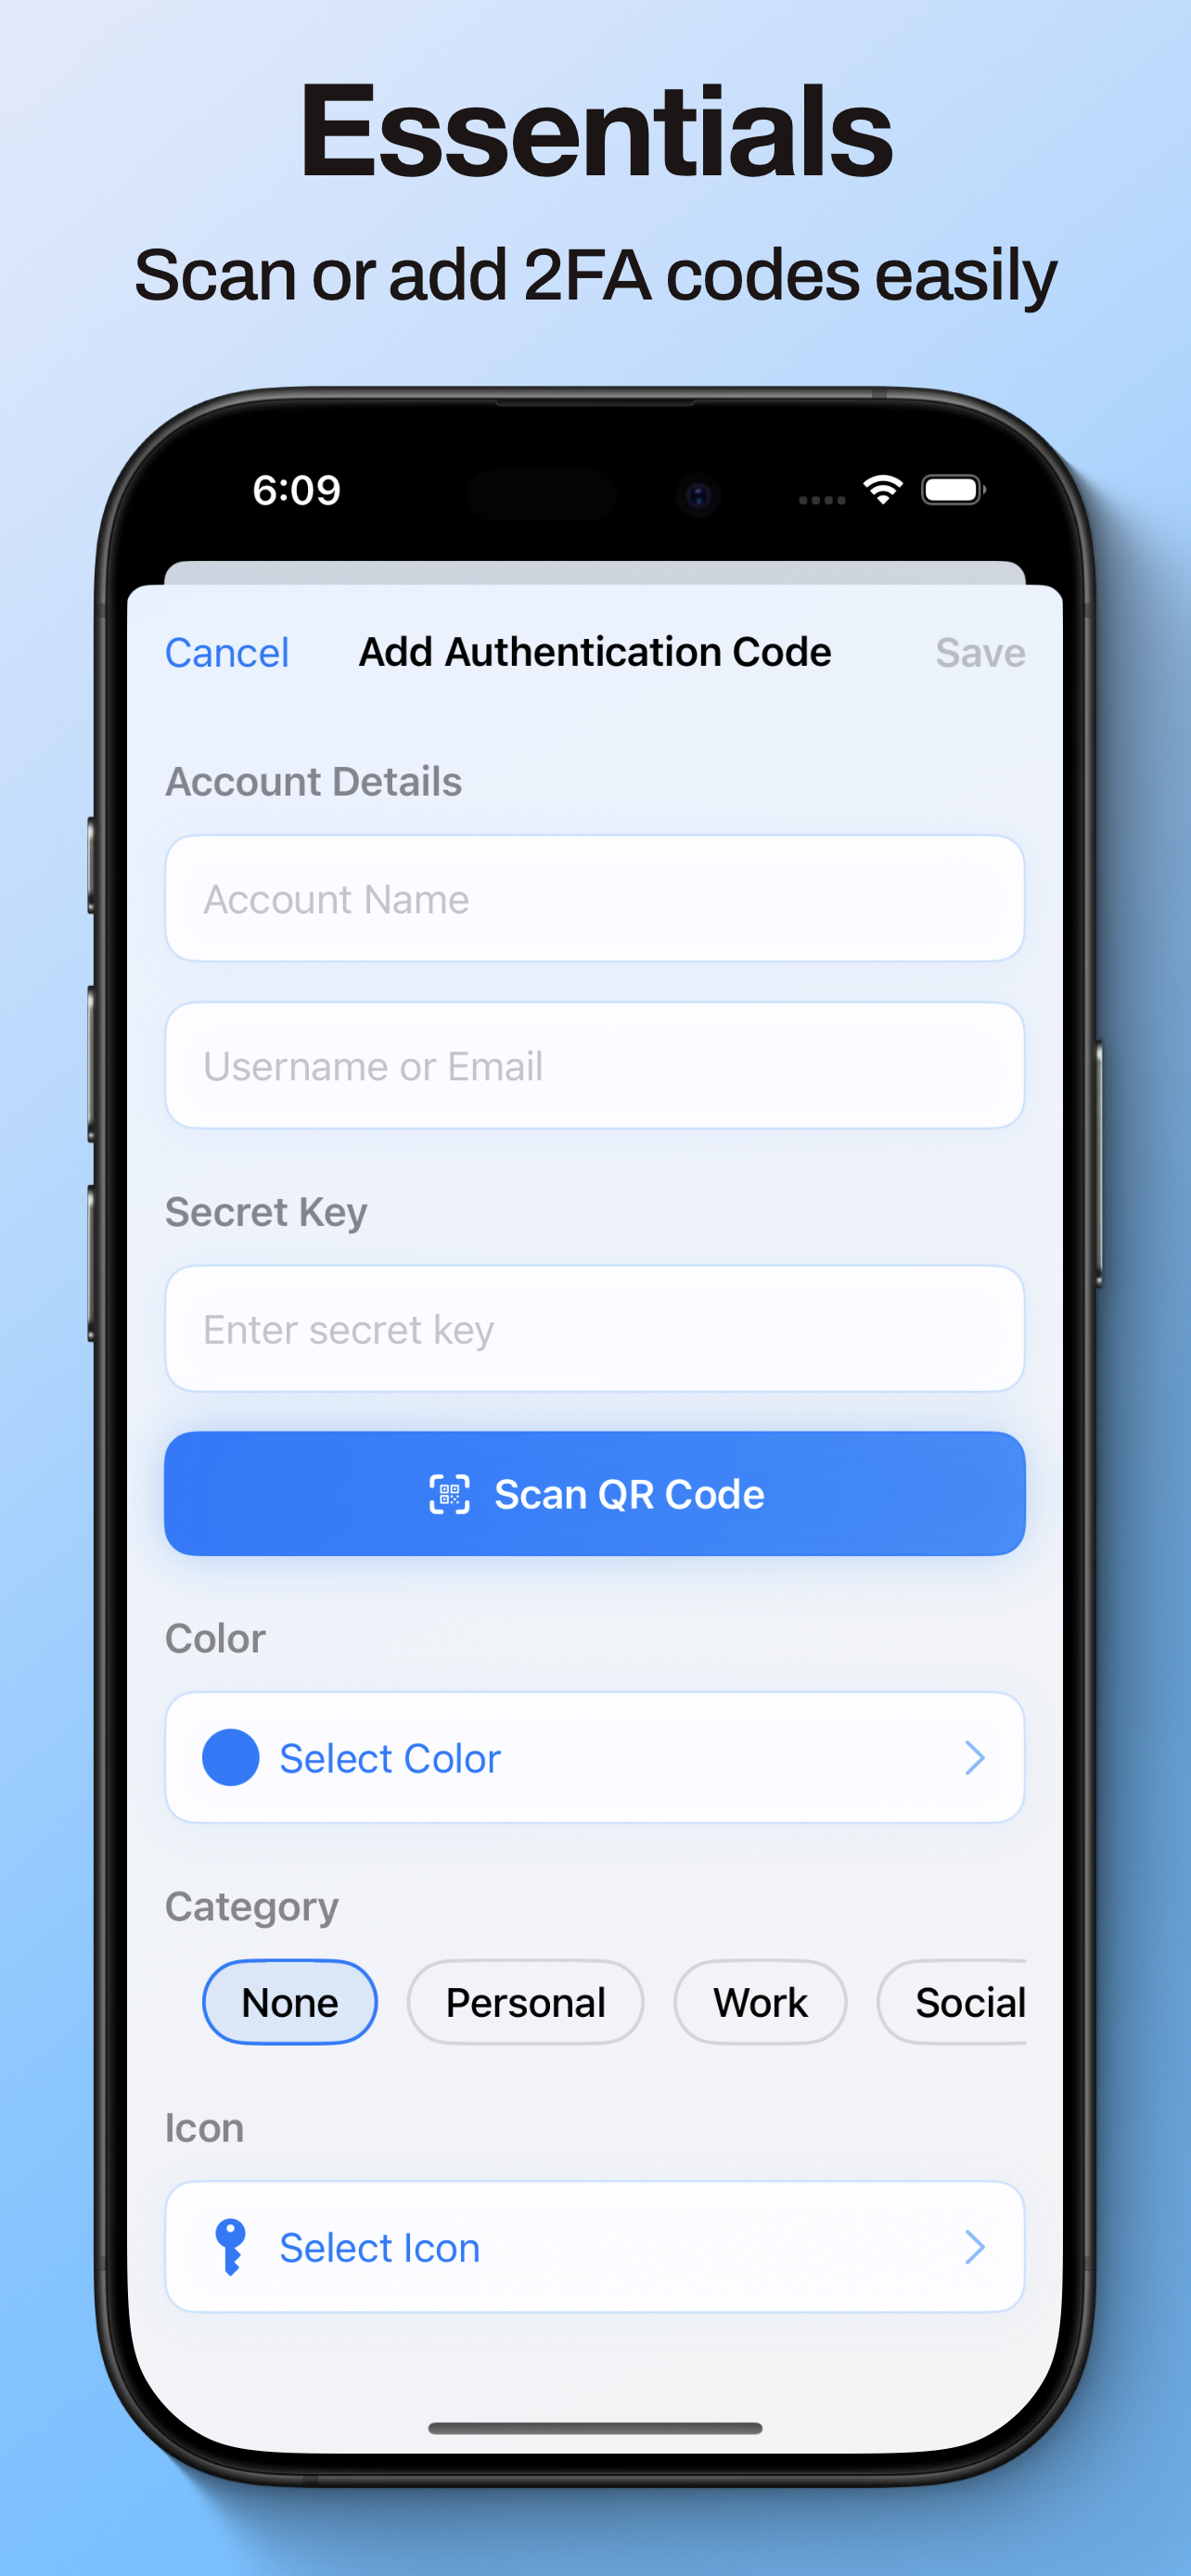 Essentials
Scan or add 2FA codes easily
6:09
Cancel Add Authentication Code Save
Account Details
Account Name
Username or Email
Secret Key
Enter secret key
Scan QR Code
Color
Select Color
Category
None Personal Work Social
Icon
Select Icon